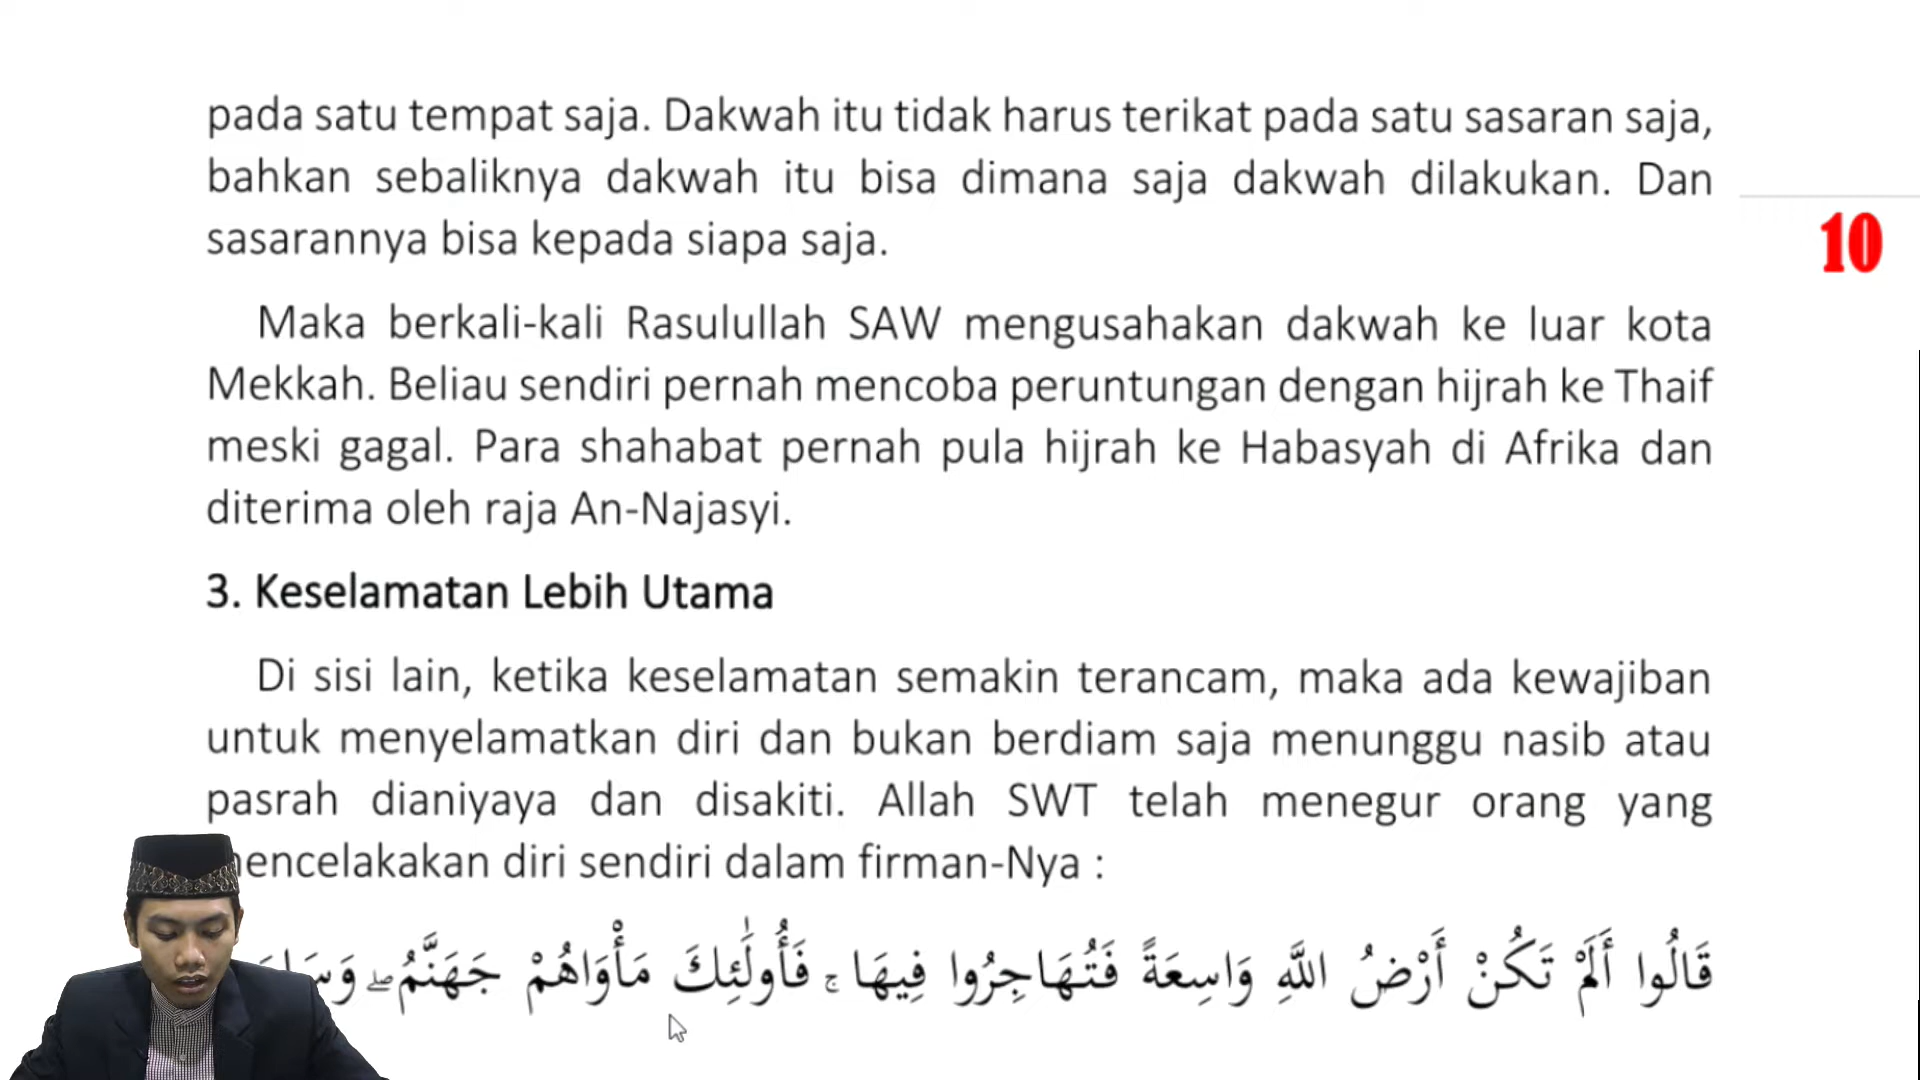 pada satu tempat saja. Dakwah itu tidak harus terikat pada satu sasaran saja,
bahkan sebaliknya dakwah itu bisa dimana saja dakwah dilakukan. Dan
sasarannya bisa kepada siapa saja.
10
Maka berkali-kali Rasulullah SAW mengusahakan dakwah ke luar kota
Mekkah. Beliau sendiri pernah mencoba peruntungan dengan hijrah ke Thaif
meski gagal. Para shahabat pernah pula hijrah ke Habasyah di Afrika dan
diterima oleh raja An-Najasyi.
3. Keselamatan Lebih Utama
Di sisi lain, ketika keselamatan semakin terancam, maka ada kewajiban
untuk menyelamatkan diri dan bukan berdiam saja menunggu nasib atau
pasrah dianiyaya dan disakiti. Allah SWT telah menegur orang yang
mencelakakan diri sendiri dalam firman-Nya :
قَالُوا أَلَمْ تَكُنْ أَرْضُ اللَّهِ وَاسِعَةً فَتُهَاجِرُوا فِيهَا ۚ فَأُولَٰئِكَ مَأْوَاهُمْ جَهَنَّمُ ۖ